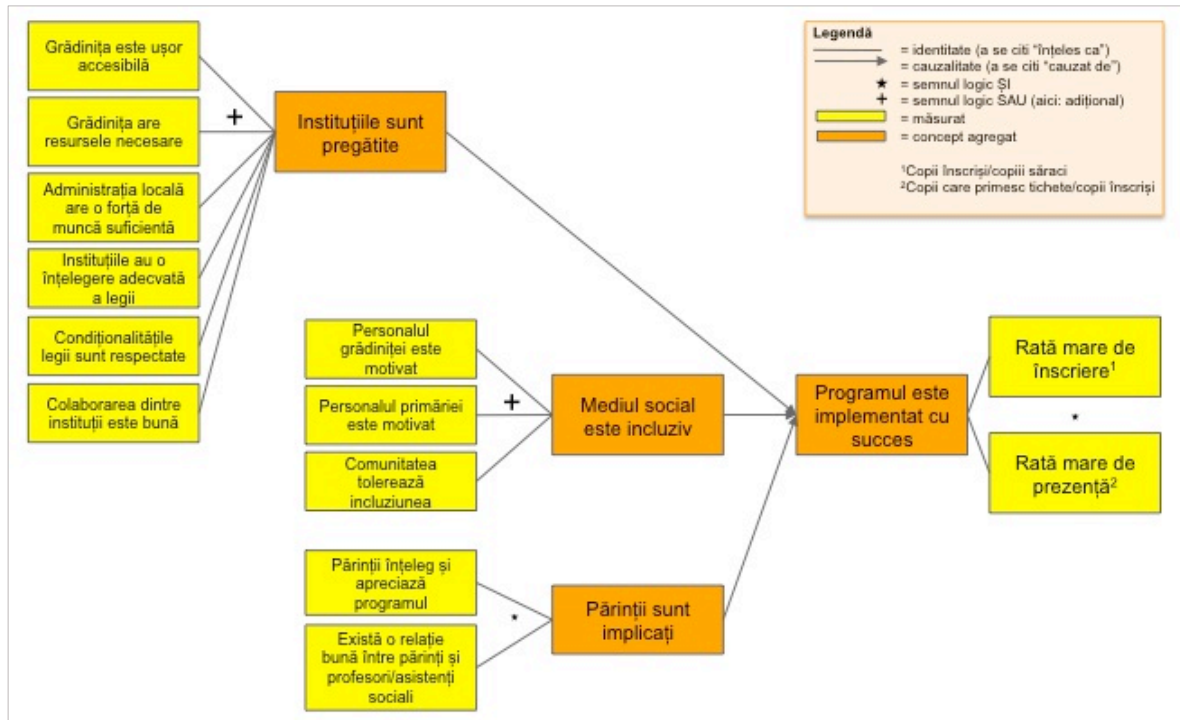 Grădinița este ușor
accesibilă
Grădinița are
resursele necesare
Administrația locală
are o forță de
muncă suficientă
Instituțiile au o
înțelegere adecvată
a legii
Condiționalitățile
legii sunt respectate
Colaborarea dintre
instituții este bună
+
Instituțiile sunt
pregătite
Legendă
= identitate (a se citi “înțeles ca”)
= cauzalitate (a se citi “cauzat de”)
★ = semnul logic ȘI
+ = semnul logic SAU (aici: adițional)
= măsurat
= concept agregat
¹Copii înscriși/copiii săraci
²Copii care primesc tichete/copii înscriși
Personalul
grădiniței este
motivat
Personalul primăriei
este motivat
Comunitatea
tolerează
incluziunea
+
Mediul social
este incluziv
Părinții înțeleg și
apreciază
programul
Există o relație
bună între părinți și
profesori/asistenți
sociali
★
Părinții sunt
implicați
Programul este
implementat cu
succes
Rată mare de
înscriere¹
★
Rată mare de
prezență²